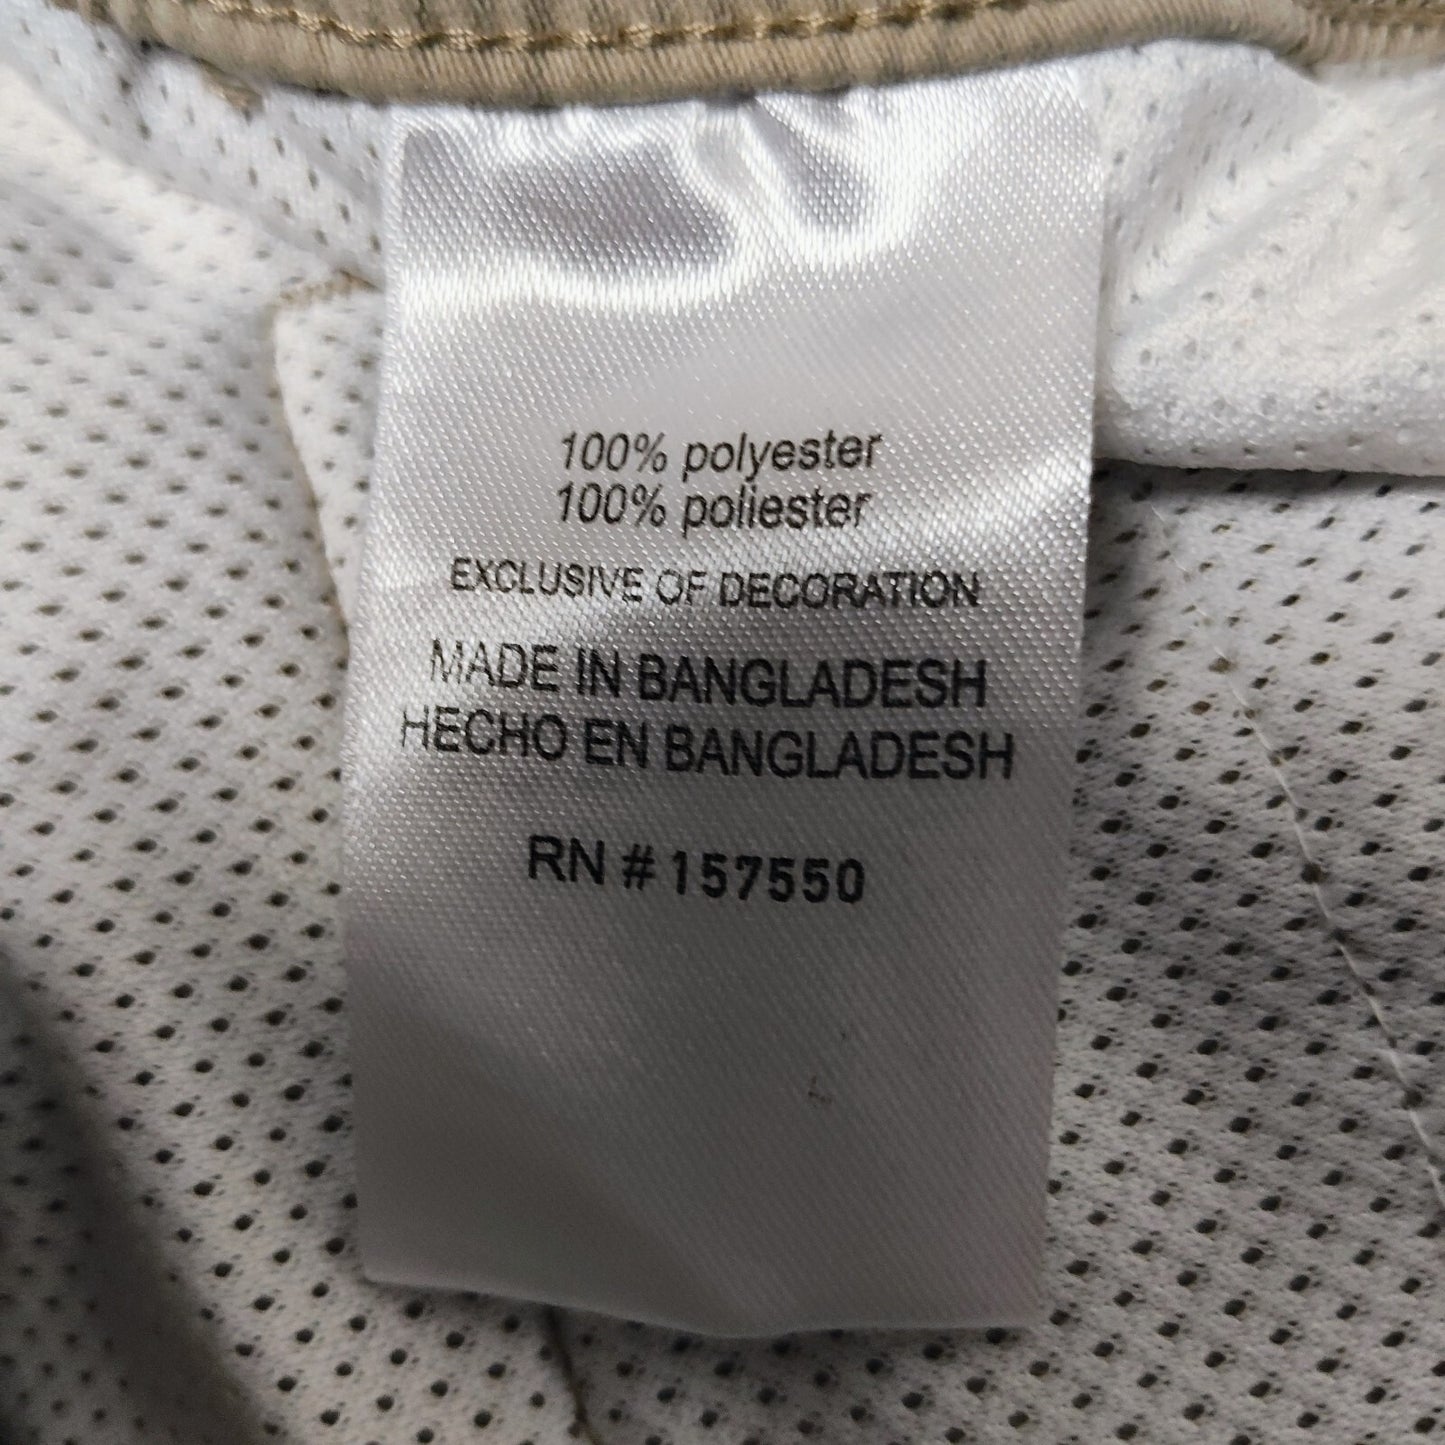 100% polyester
100% poliester
EXCLUSIVE OF DECORATION
MADE IN BANGLADESH
HECHO EN BANGLADESH
RN # 157550